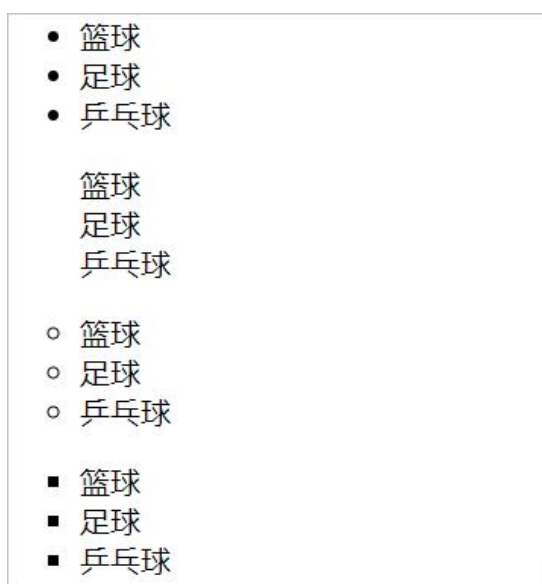 • 篮球
• 足球
• 乒乓球
篮球
足球
乒乓球
○ 篮球
○ 足球
○ 乒乓球
▪ 篮球
▪ 足球
▪ 乒乓球